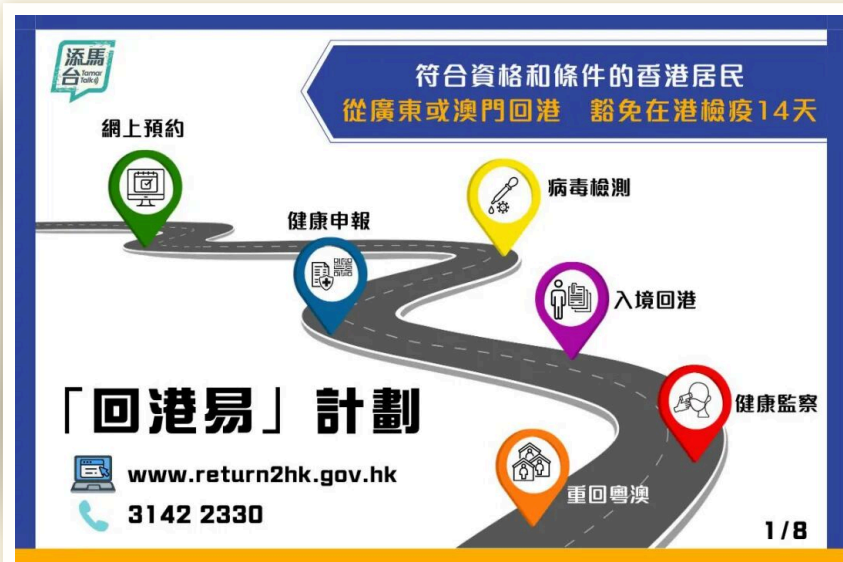 添馬
台 Tamar
Talk
符合資格和條件的香港居民
從廣東或澳門回港 豁免在港檢疫14天
網上預約
病毒檢測
健康申報
入境回港
健康監察
「回港易」計劃
www.return2hk.gov.hk
3142 2330
重回粵澳
1/8